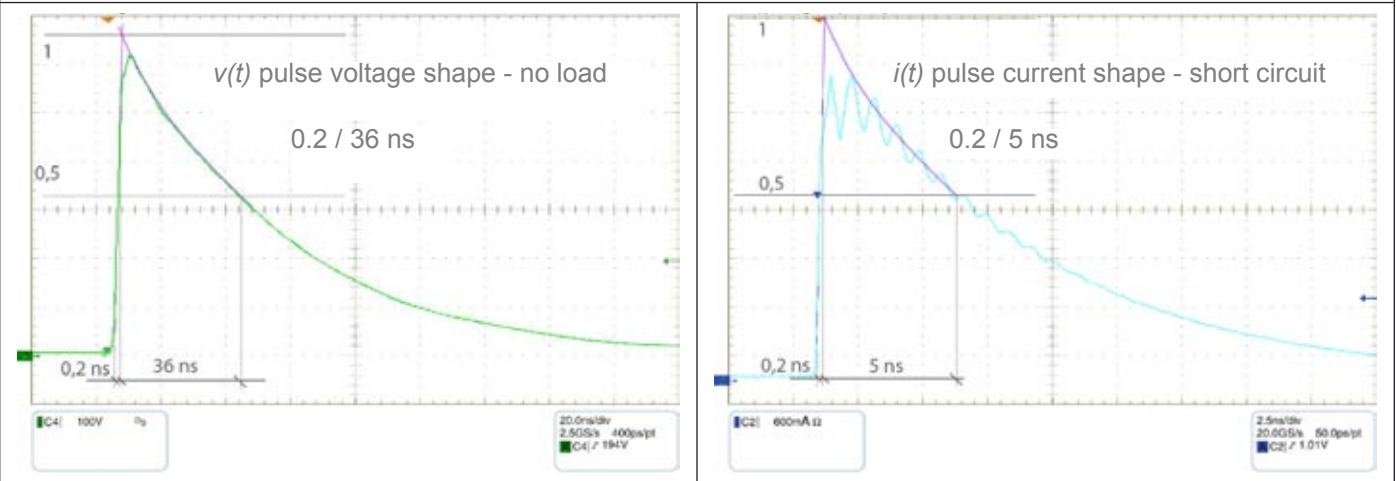 1
v(t) pulse voltage shape - no load
0.2 / 36 ns
0,5
0,2 ns
36 ns
C4 100V
20.0ns/div
2.5GS/s 400ps/pt
C4 194V
1
i(t) pulse current shape - short circuit
0.2 / 5 ns
0,5
0,2 ns
5 ns
C2 600mA Ω
2.5ns/div
20.0GS/s 50.0ps/pt
C2 1.01V